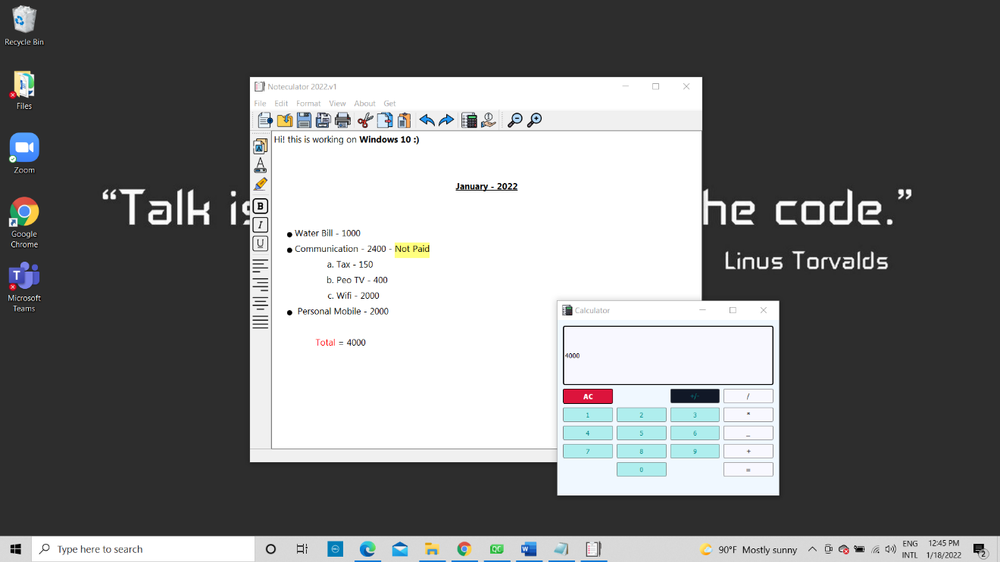 Recycle Bin
Files
Zoom
Google
Chrome
Microsoft
Teams
“Talk is
he code.”
Linus Torvalds
Noteculator 2022.v1
File Edit Format View About Get
Hi! this is working on Windows 10 :)
January - 2022
Water Bill - 1000
Communication - 2400 - Not Paid
a. Tax - 150
b. Peo TV - 400
c. Wifi - 2000
Personal Mobile - 2000
Total = 4000
B
I
U
Calculator
4000
AC +/- /
1 2 3 *
4 5 6 _
7 8 9 +
0 =
Type here to search
DELL
QC
W
90°F Mostly sunny
ENG
INTL
12:45 PM
1/18/2022
2